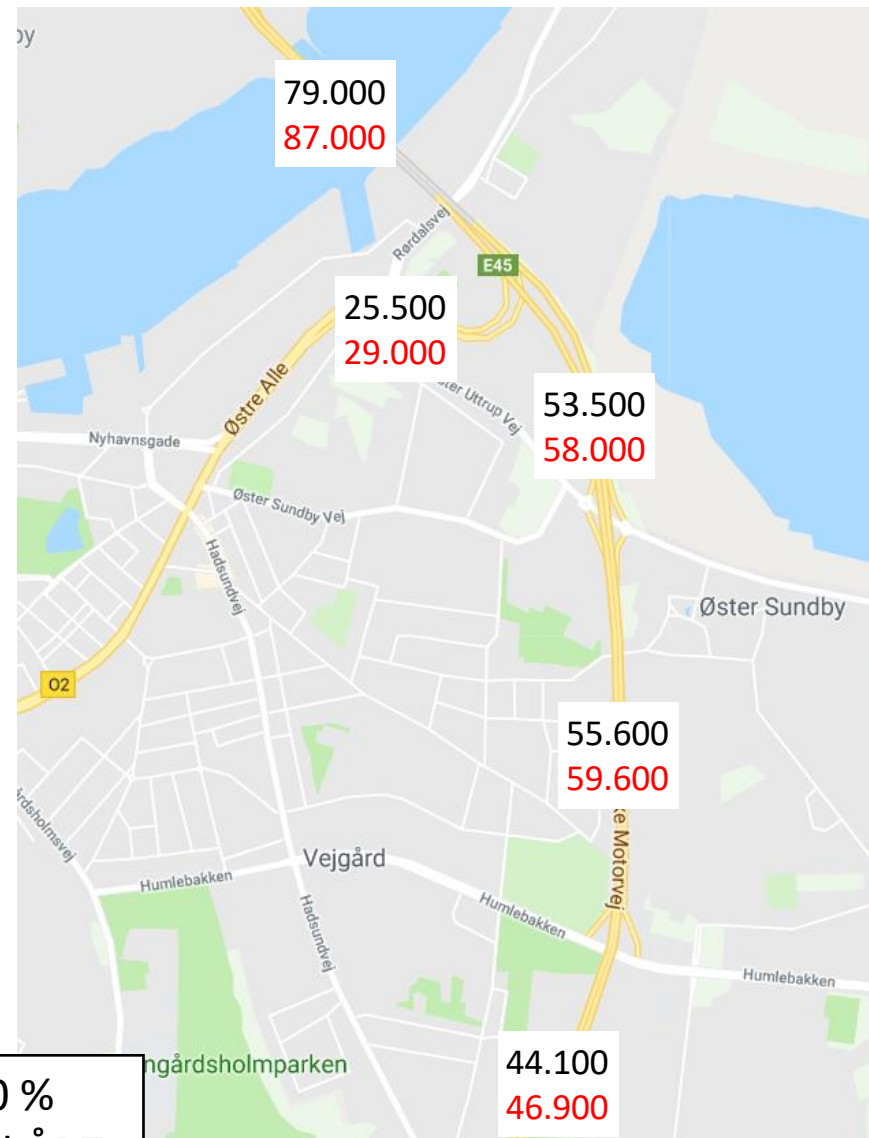 79.000
87.000
Rørdalsvej
E45
25.500
29.000
Østre Alle
Uttrup Vej
53.500
58.000
Nyhavnsgade
Øster Sundby Vej
Hadsundvej
Øster Sundby
O2
55.600
59.600
Motorvej
Vejgård
Humlebakken
Hadsundvej
Humlebakken
Humlebakken
44.100
46.900
%